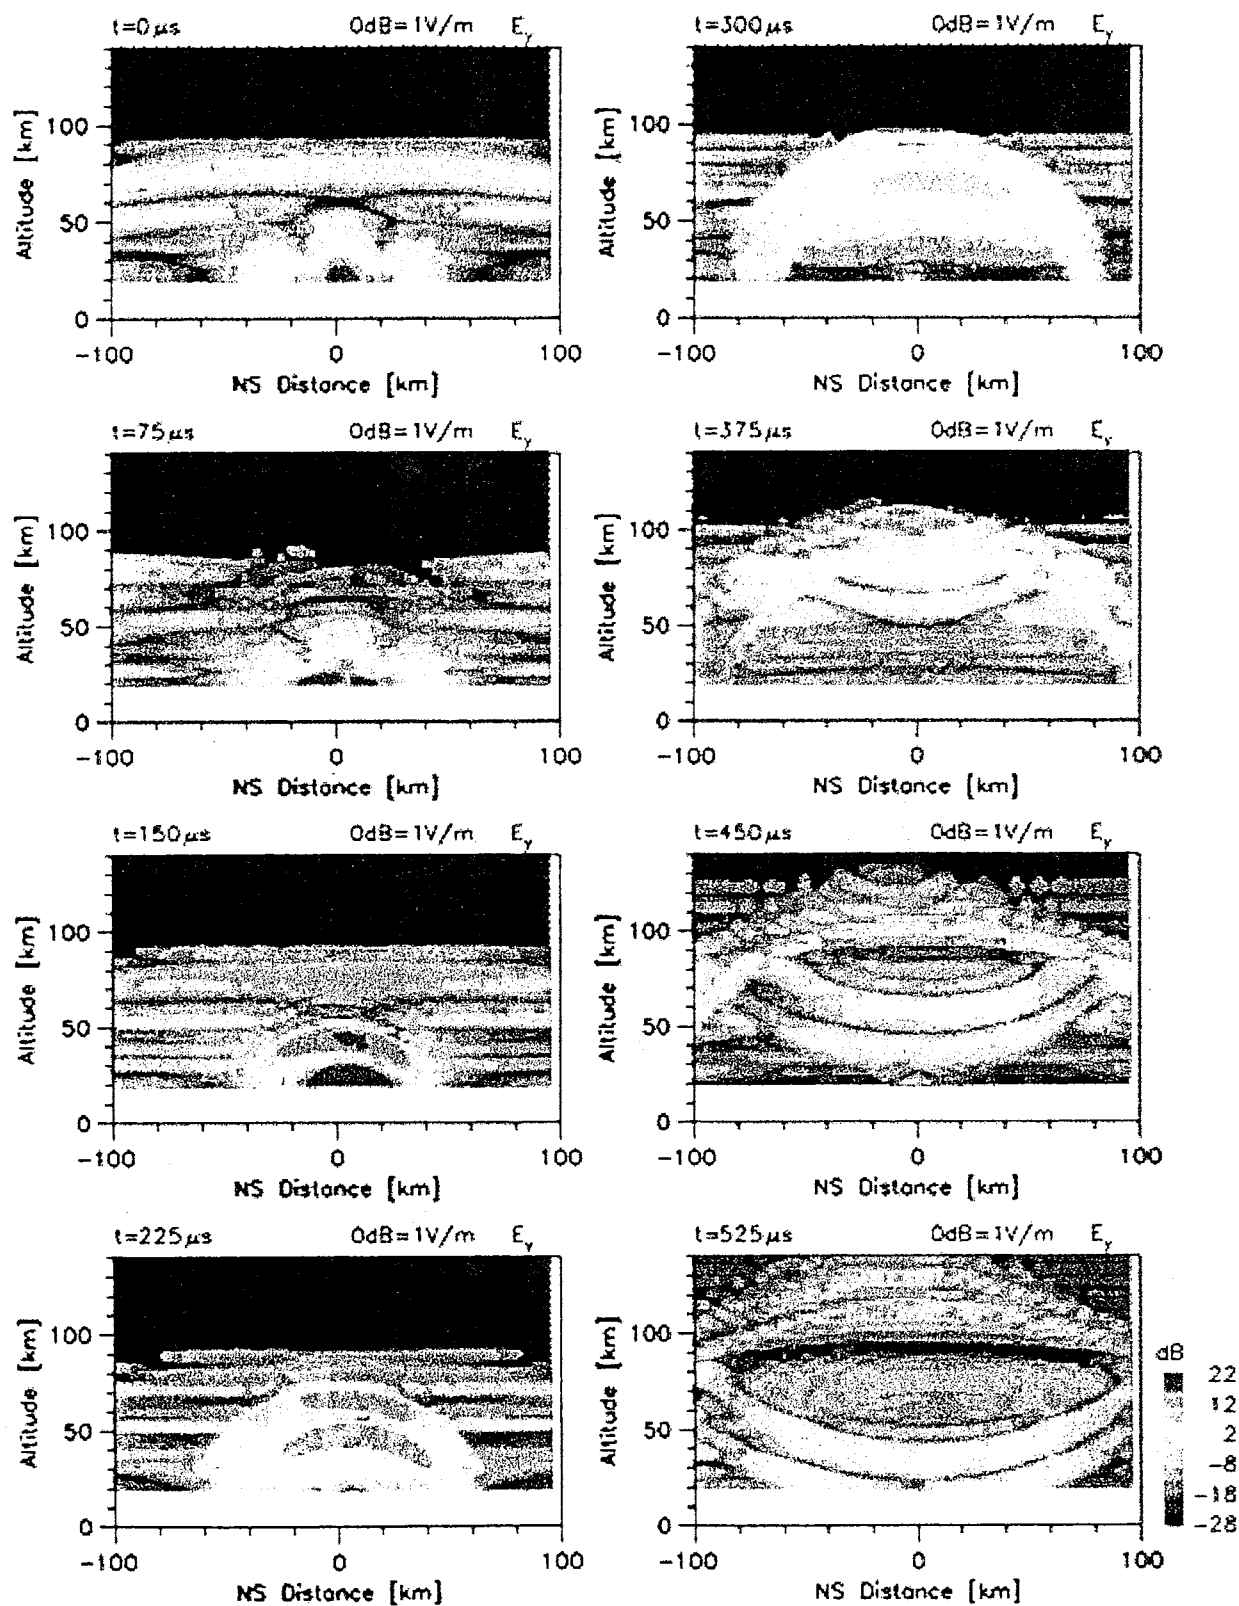 t=0μs 0dB=1V/m Ey
100
50
0
Altitude [km]
-100 0 100
NS Distance [km]
t=75μs 0dB=1V/m Ey
100
50
0
Altitude [km]
-100 0 100
NS Distance [km]
t=150μs 0dB=1V/m Ey
100
50
0
Altitude [km]
-100 0 100
NS Distance [km]
t=225μs 0dB=1V/m Ey
100
50
0
Altitude [km]
-100 0 100
NS Distance [km]
t=300μs 0dB=1V/m Ey
100
50
0
Altitude [km]
-100 0 100
NS Distance [km]
t=375μs 0dB=1V/m Ey
100
50
0
Altitude [km]
-100 0 100
NS Distance [km]
t=450μs 0dB=1V/m Ey
100
50
0
Altitude [km]
-100 0 100
NS Distance [km]
t=525μs 0dB=1V/m Ey
100
50
0
Altitude [km]
-100 0 100
NS Distance [km]
dB
22
12
2
-8
-18
-28